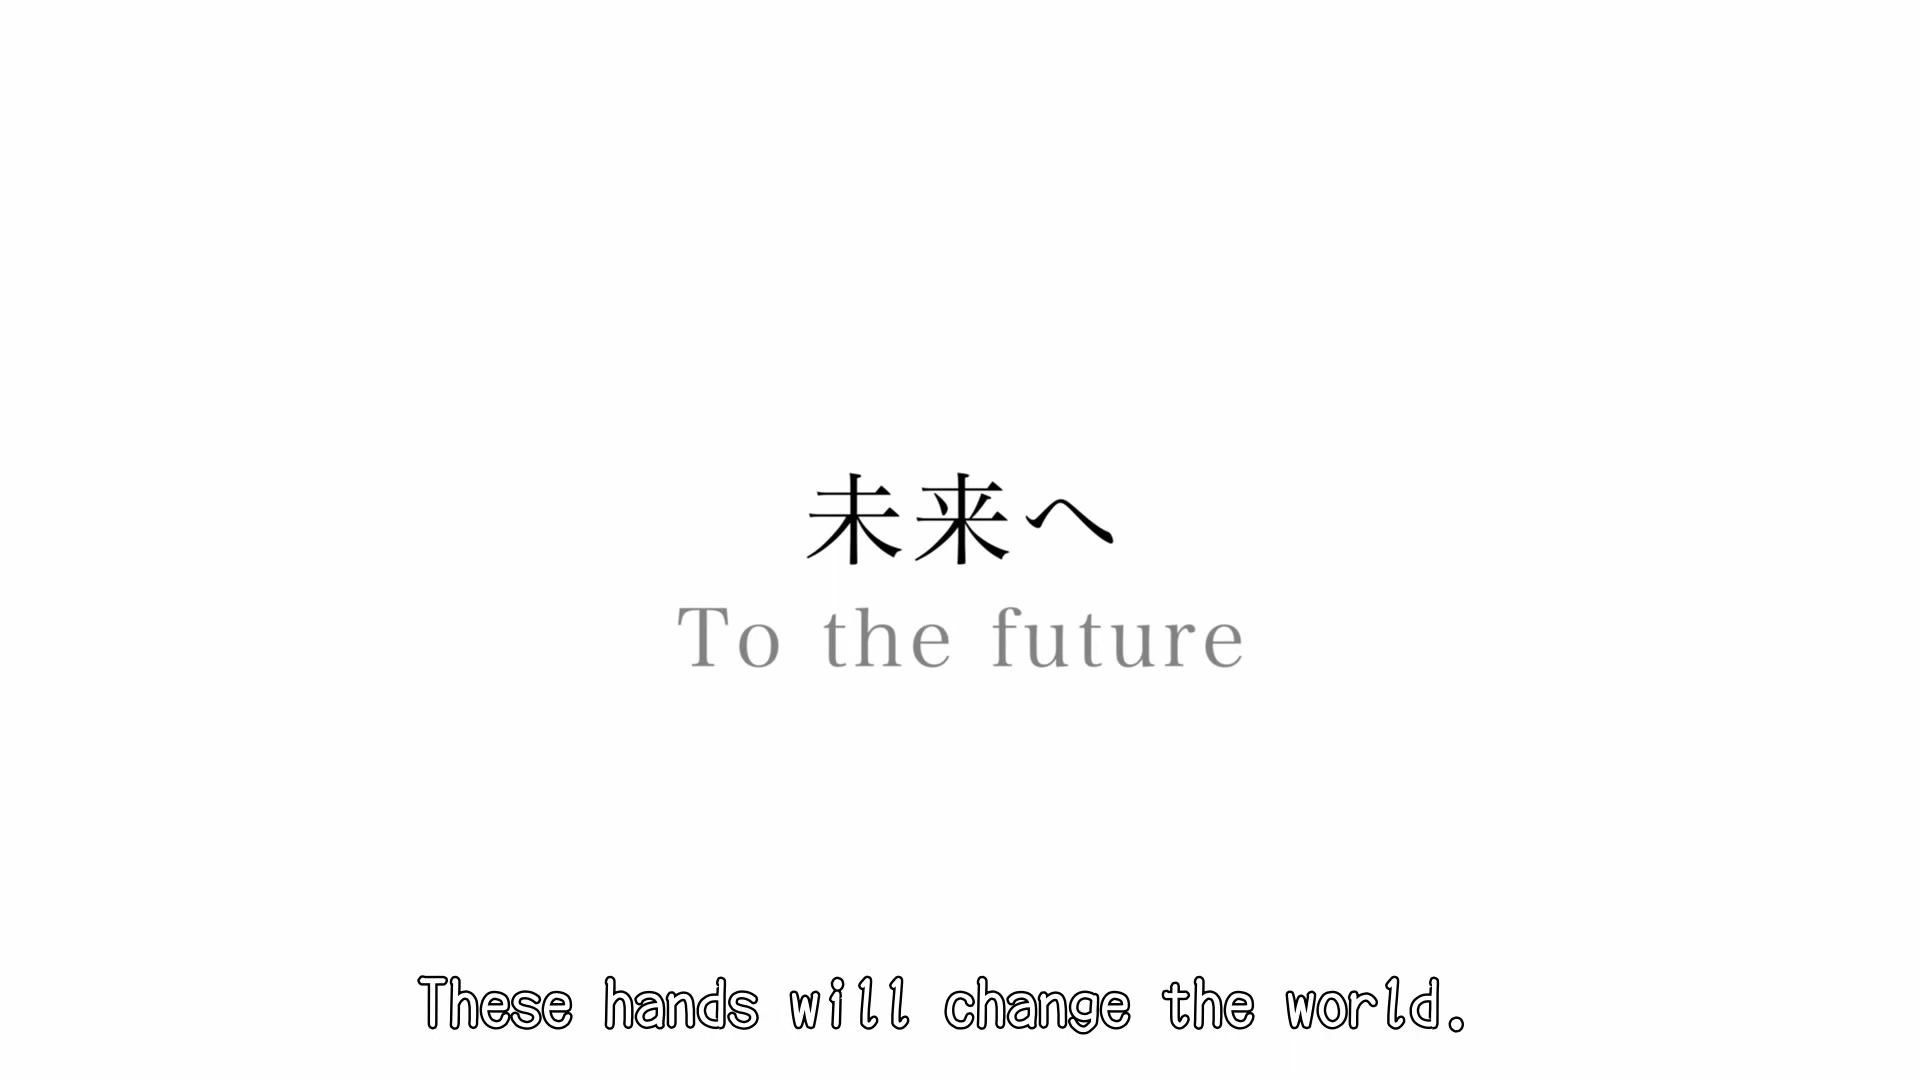 未来へ
To the future
These hands will change the world.